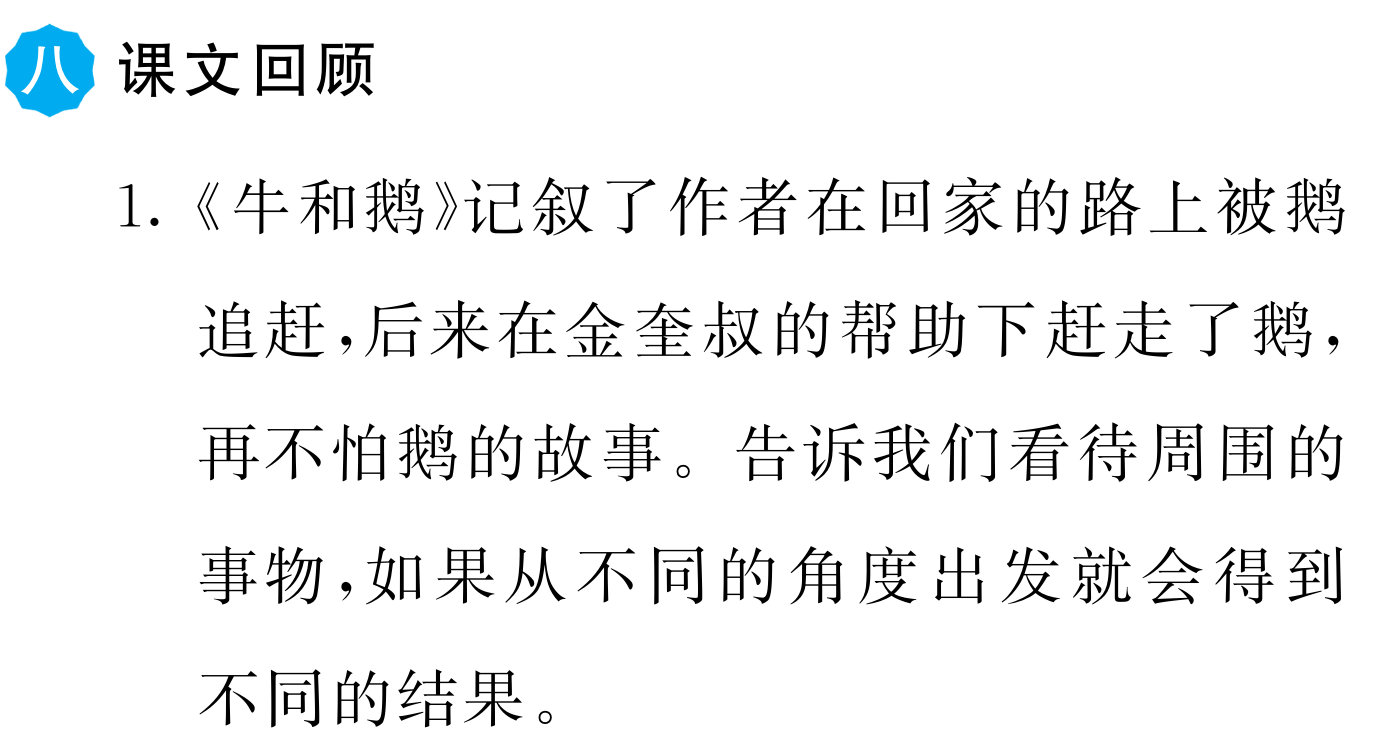 八 课文回顾
1.《牛和鹅》记叙了作者在回家的路上被鹅
追赶,后来在金奎叔的帮助下赶走了鹅,
再不怕鹅的故事。告诉我们看待周围的
事物,如果从不同的角度出发就会得到
不同的结果。